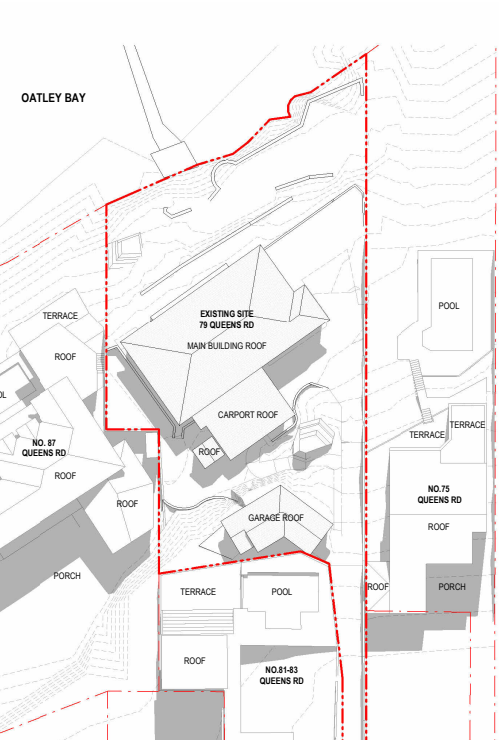 OATLEY BAY
POOL
EXISTING SITE
79 QUEENS RD
TERRACE
MAIN BUILDING ROOF
ROOF
OL
CARPORT ROOF
TERRACE
TERRACE
NO. 87
QUEENS RD
ROOF
ROOF
NO.75
QUEENS RD
ROOF
GARAGE ROOF
ROOF
PORCH
TERRACE
POOL
ROOF
PORCH
ROOF
NO.81-83
QUEENS RD